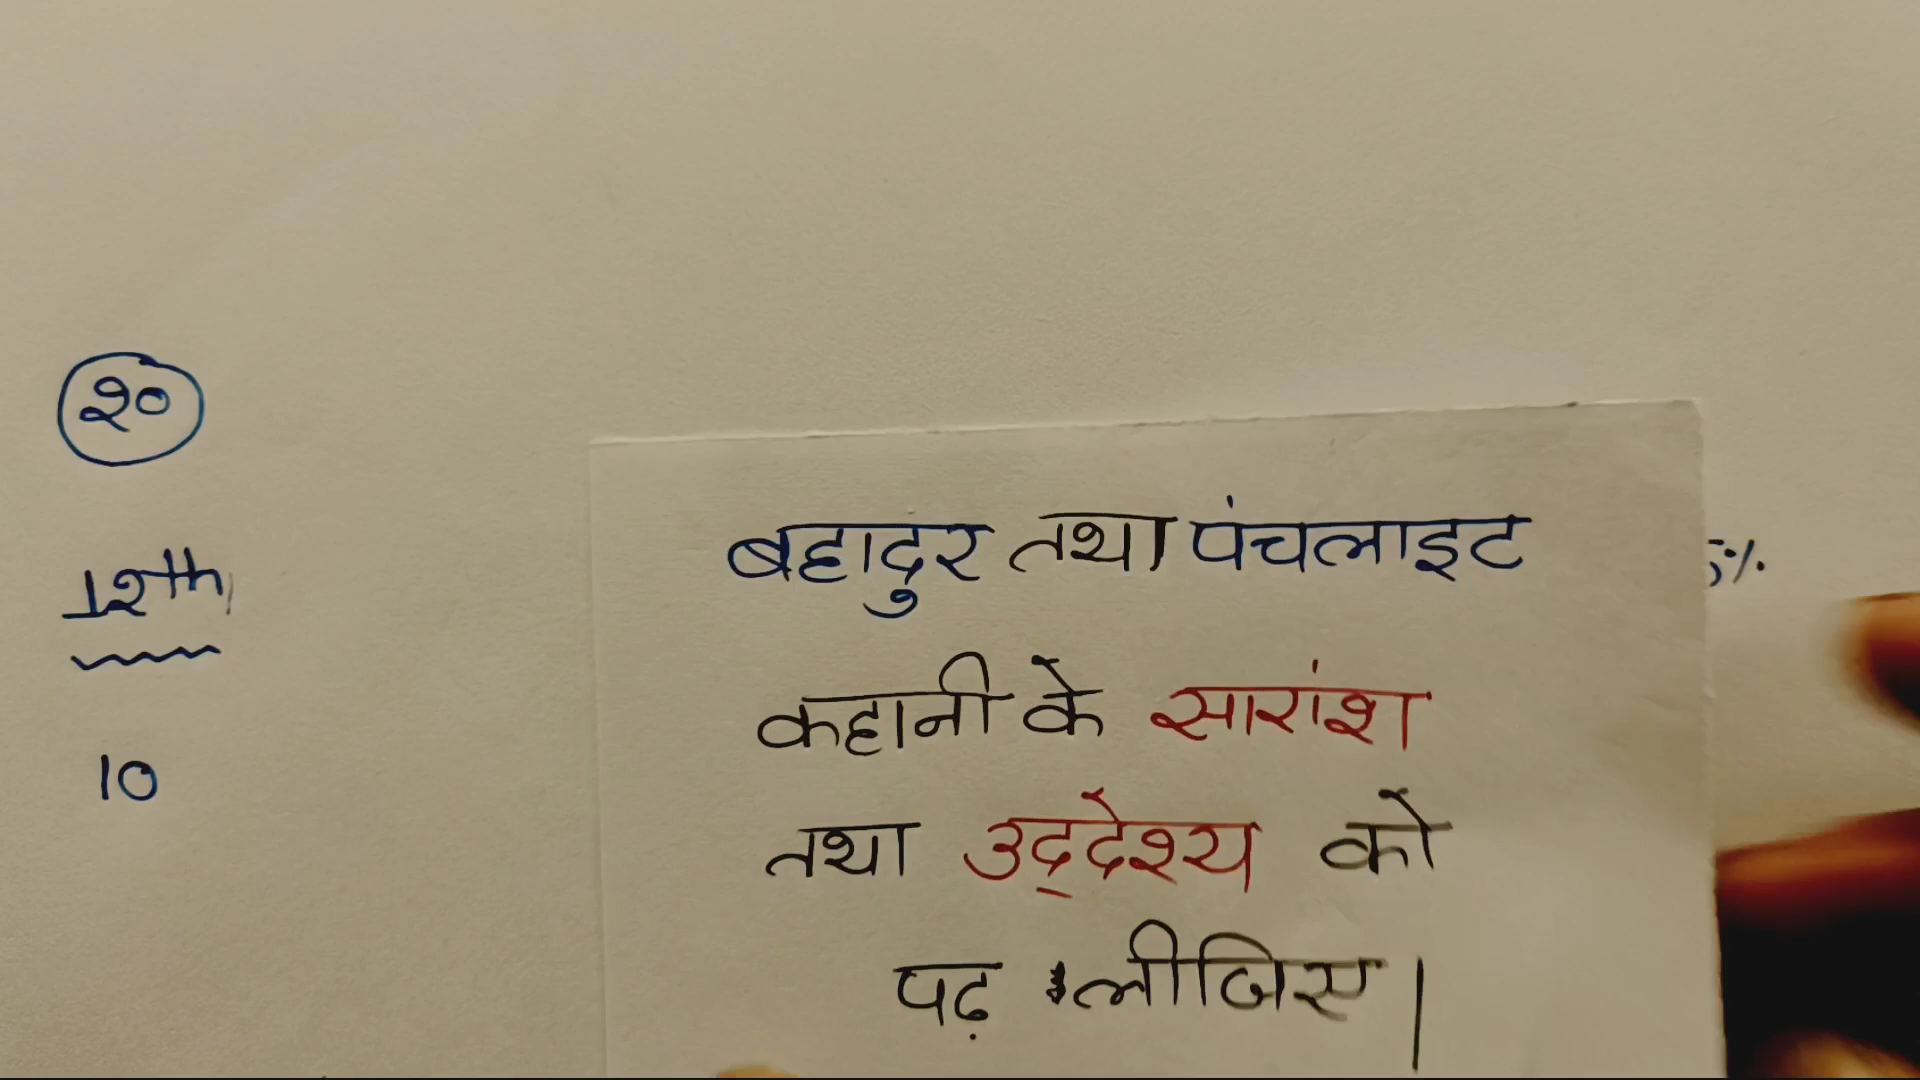 २०
12th
10
बहादुर तथा पंचलाइट
कहानी के सारांश
तथा उद्देश्य को
पढ़ लीजिए।